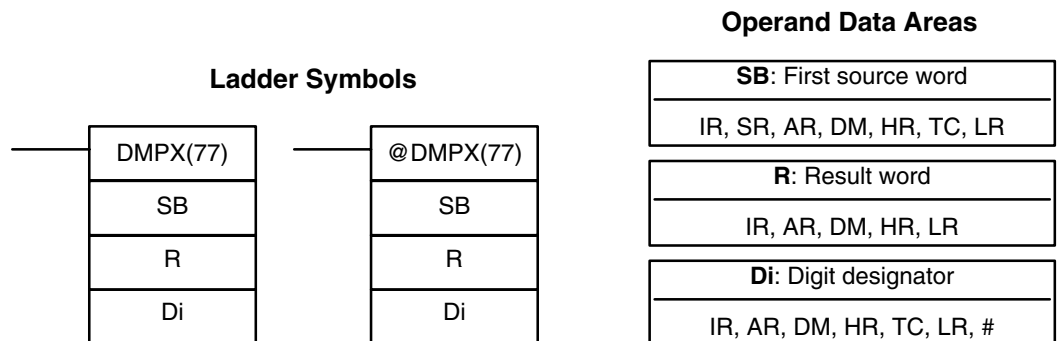 Ladder Symbols
DMPX(77)
SB
R
Di
@DMPX(77)
SB
R
Di
Operand Data Areas
SB: First source word
IR, SR, AR, DM, HR, TC, LR
R: Result word
IR, AR, DM, HR, LR
Di: Digit designator
IR, AR, DM, HR, TC, LR, #